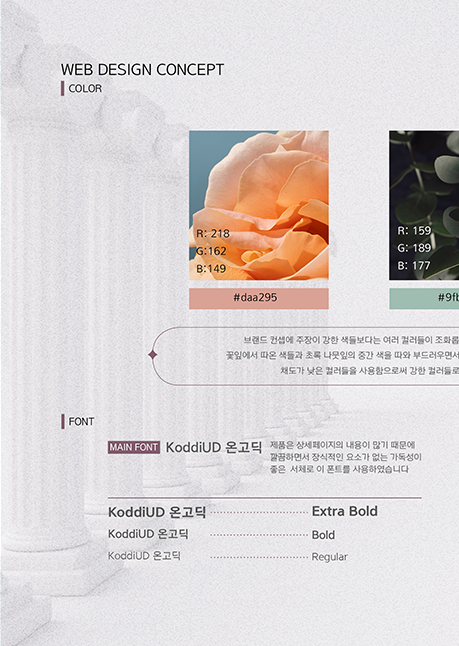 WEB DESIGN CONCEPT
COLOR
R: 218
G:162
B:149
R: 159
G: 189
B: 177
#daa295
#9fb
브랜드 컨셉에 주장이 강한 색들보다는 여러 컬러들이 조화롭
꽃잎에서 따온 색들과 초록 나뭇잎의 중간 색을 따와 부드러우면서
채도가 낮은 컬러들을 사용함으로써 강한 컬러들로
FONT
MAIN FONT KoddiUD 온고딕
제품은 상세페이지의 내용이 많기 때문에
깔끔하면서 장식적인 요소가 없는 가독성이
좋은 서체로 이 폰트를 사용하였습니다
KoddiUD 온고딕 Extra Bold
KoddiUD 온고딕 Bold
KoddiUD 온고딕 Regular